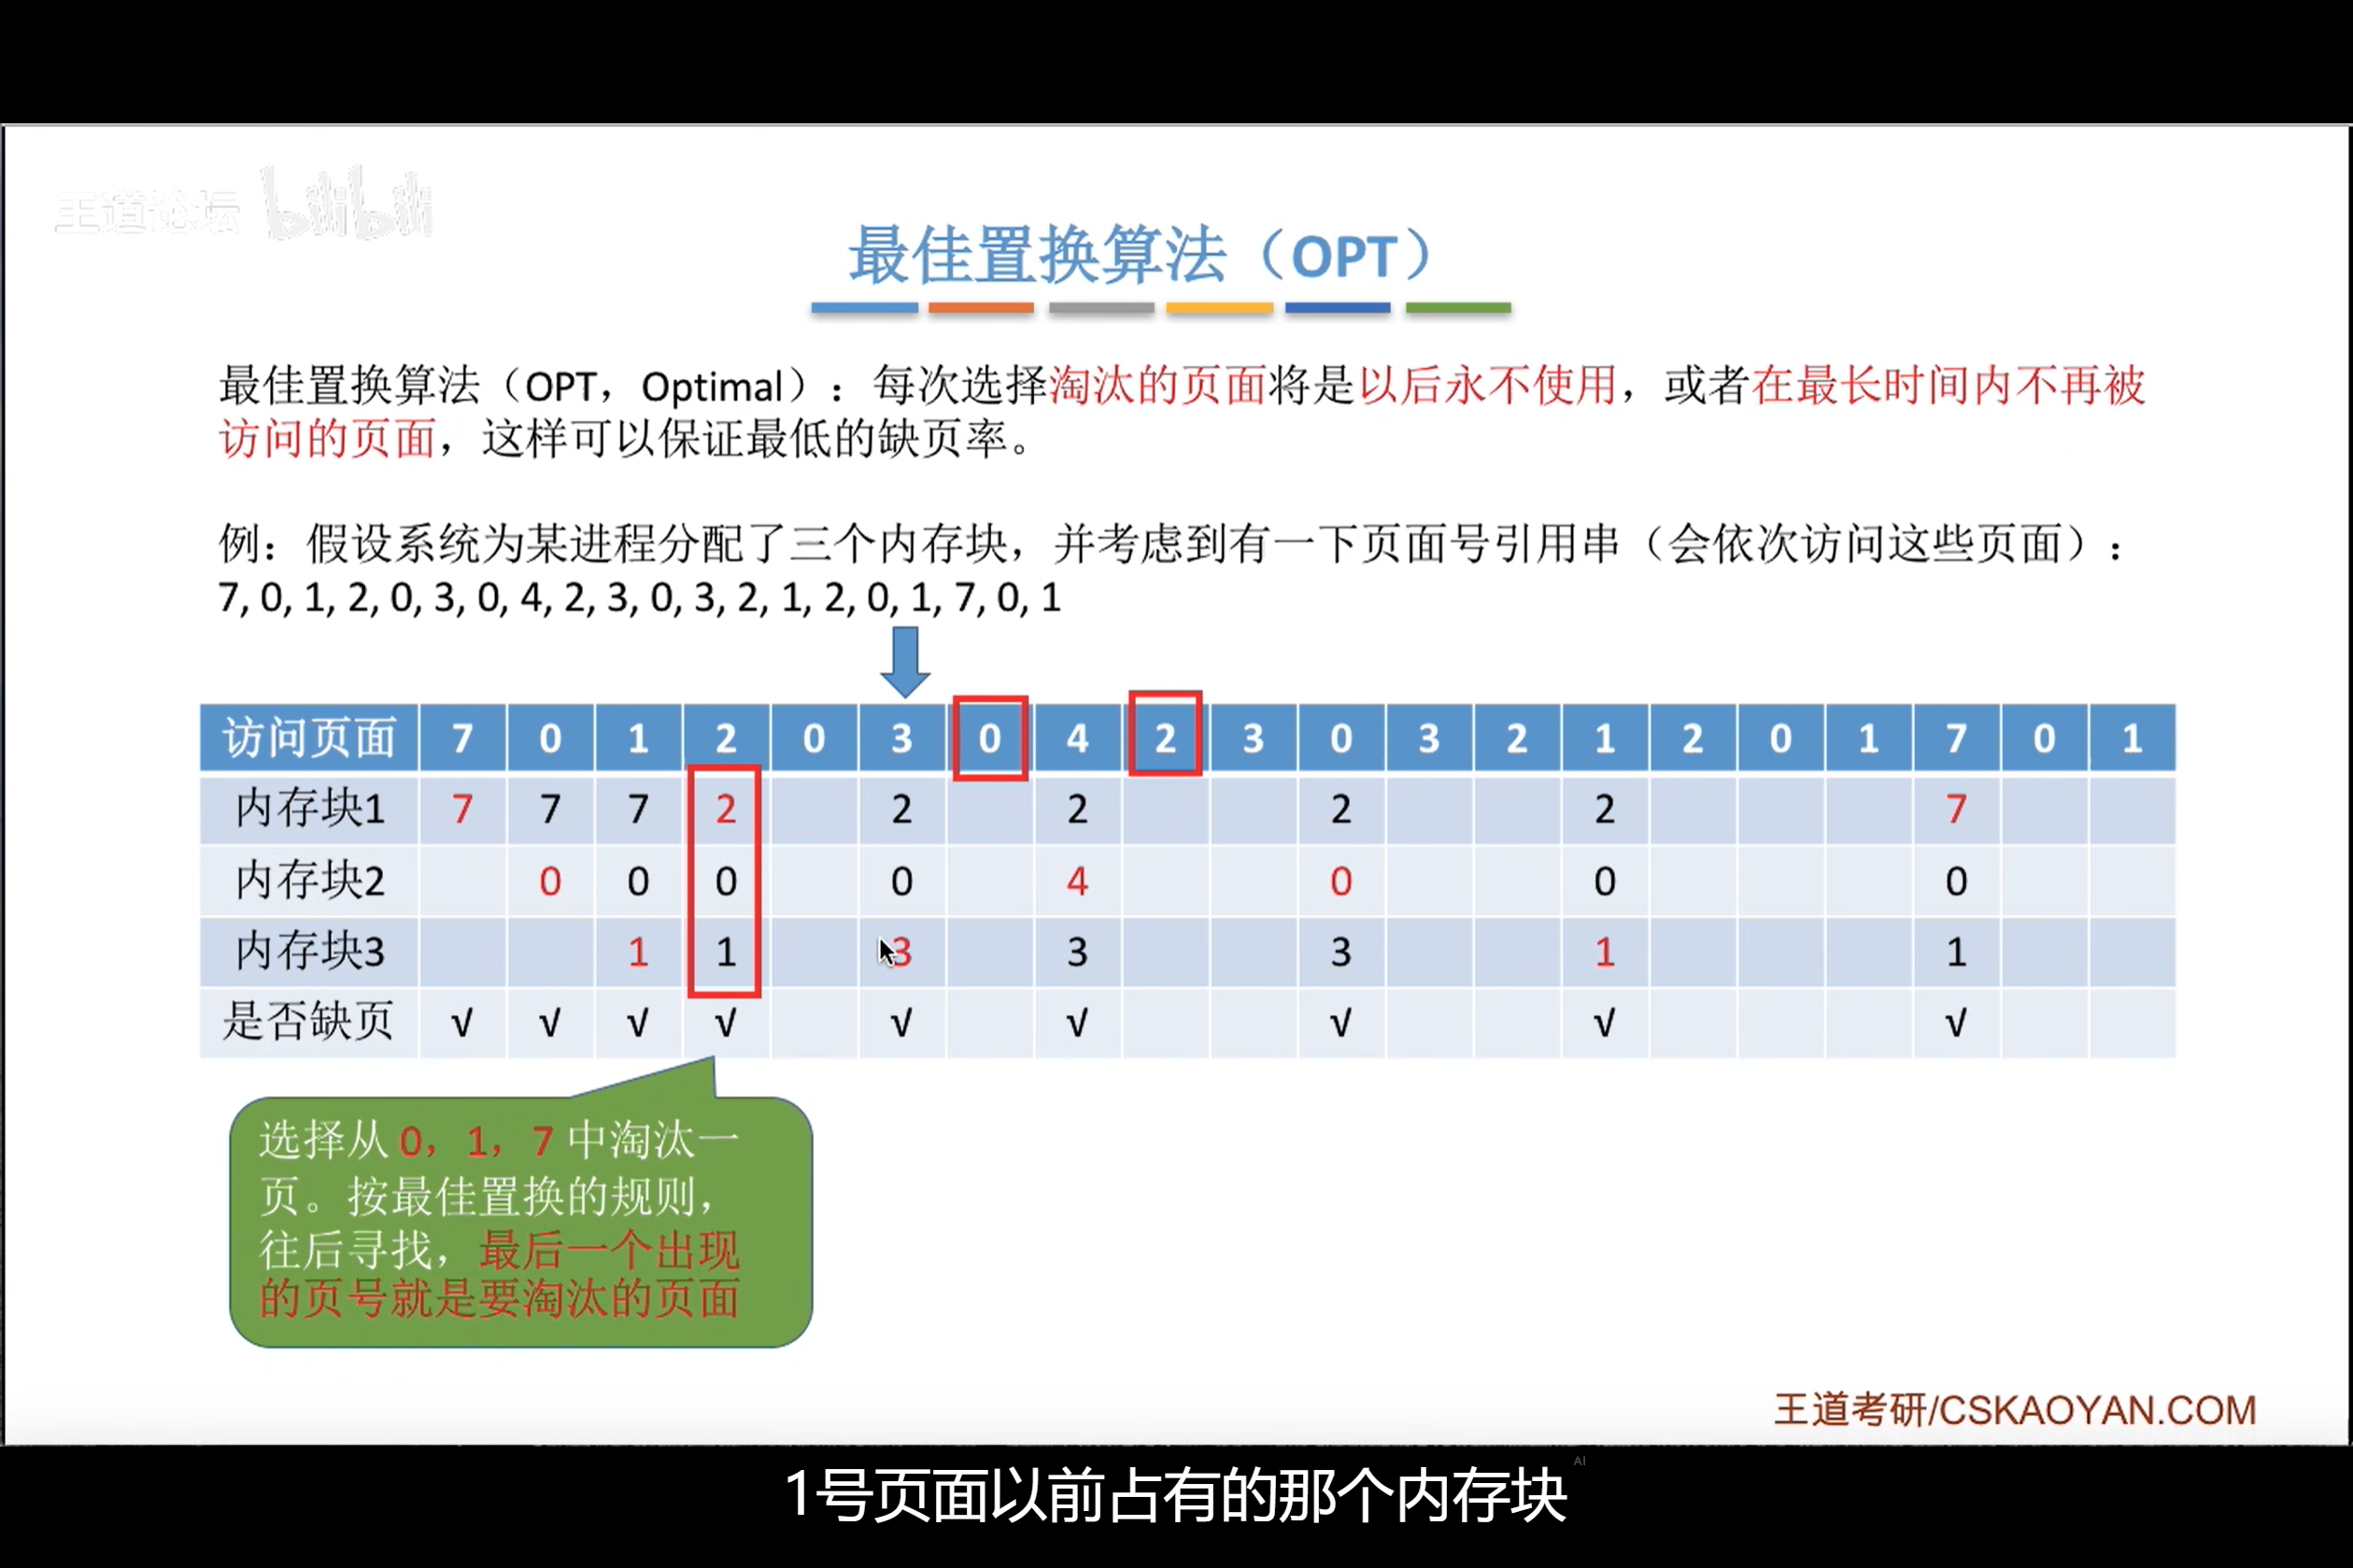 王道论坛 bilibili
最佳置换算法（OPT）
最佳置换算法（OPT，Optimal）：每次选择淘汰的页面将是以后永不使用，或者在最长时间内不再被
访问的页面，这样可以保证最低的缺页率。
例：假设系统为某进程分配了三个内存块，并考虑到有一下页面号引用串（会依次访问这些页面）：
7, 0, 1, 2, 0, 3, 0, 4, 2, 3, 0, 3, 2, 1, 2, 0, 1, 7, 0, 1
访问页面 7 0 1 2 0 3 0 4 2 3 0 3 2 1 2 0 1 7 0 1
内存块1 7 7 7 2 2 2 2 2 7
内存块2 0 0 0 0 4 0 0 0
内存块3 1 1 3 3 3 1 1
是否缺页 √ √ √ √ √ √ √ √ √
选择从 0，1，7 中淘汰一
页。按最佳置换的规则，
往后寻找，最后一个出现
的页号就是要淘汰的页面
王道考研/CSKAOYAN.COM
1号页面以前占有的那个内存块
AI